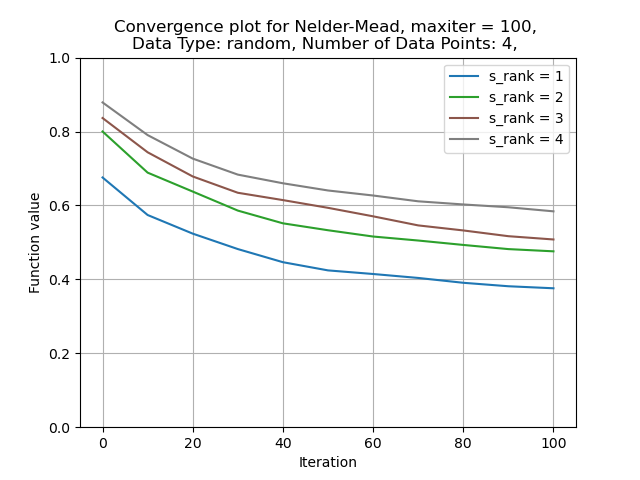 Convergence plot for Nelder-Mead, maxiter = 100,
Data Type: random, Number of Data Points: 4,
1.0
0.8
0.6
0.4
0.2
0.0
Function value
s_rank = 1
s_rank = 2
s_rank = 3
s_rank = 4
0 20 40 60 80 100
Iteration